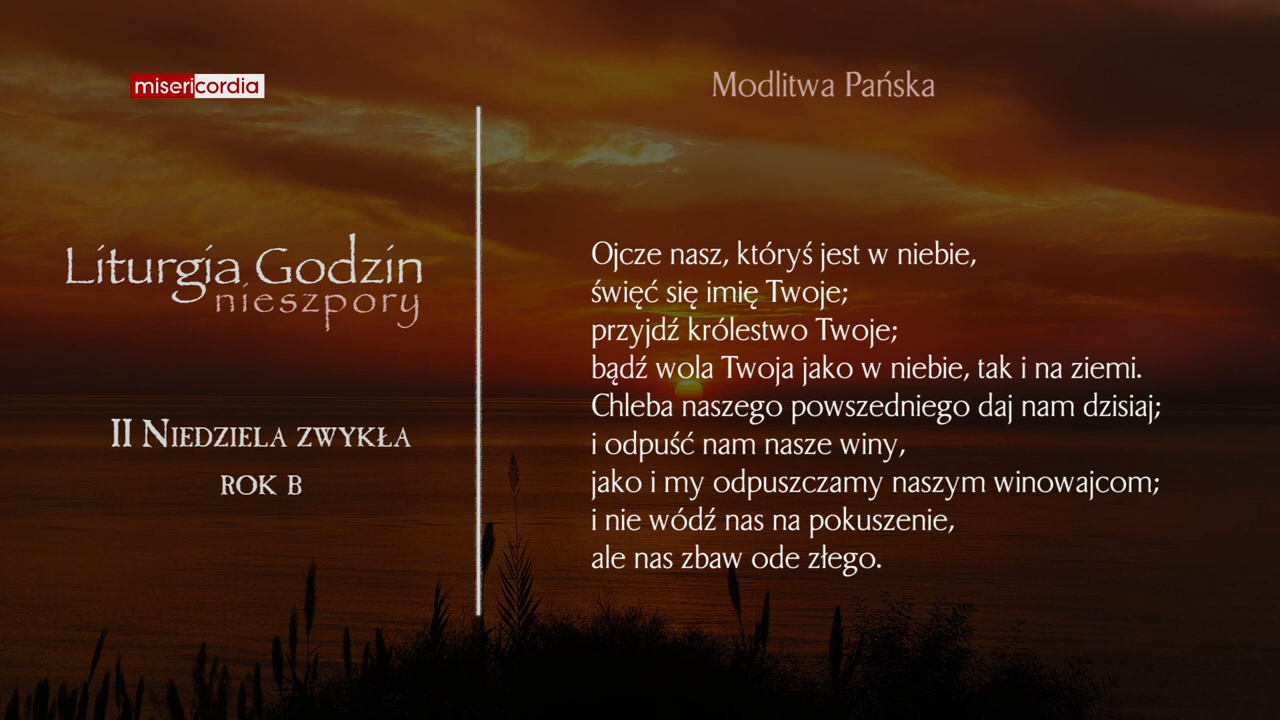 misericordia
Liturgia Godzin
nieszpory
II Niedziela zwykła
rok B
Modlitwa Pańska
Ojcze nasz, któryś jest w niebie,
święć się imię Twoje;
przyjdź królestwo Twoje;
bądź wola Twoja jako w niebie, tak i na ziemi.
Chleba naszego powszedniego daj nam dzisiaj;
i odpuść nam nasze winy,
jako i my odpuszczamy naszym winowajcom;
i nie wódź nas na pokuszenie,
ale nas zbaw ode złego.